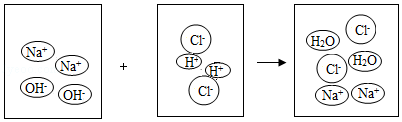 Na⁺
Na⁺
OH⁻
OH⁻
+
Cl⁻
H⁺
H⁺
Cl⁻
H2O
Cl⁻
Cl⁻
H2O
Na⁺
Na⁺